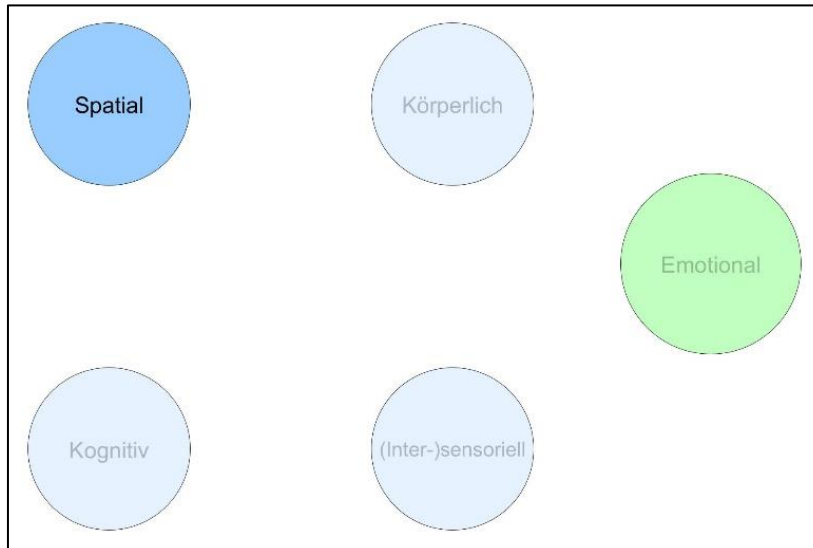 Spatial
Körperlich
Emotional
Kognitiv
(Inter-)sensoriell